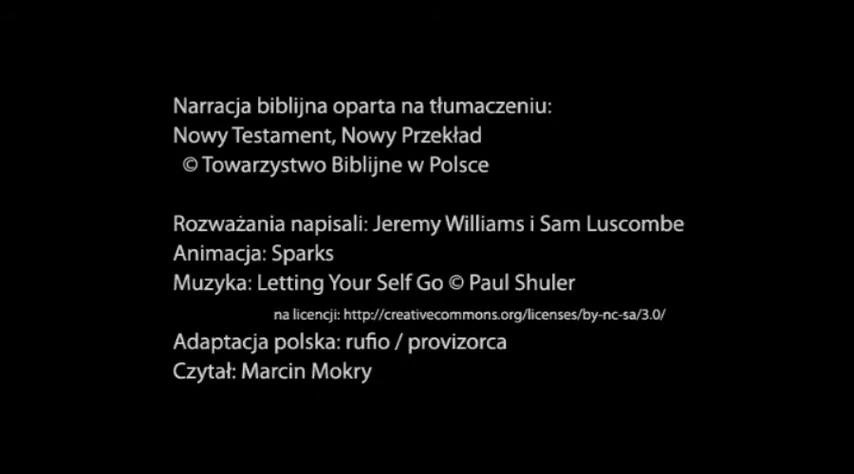 Narracja biblijna oparta na tłumaczeniu:
Nowy Testament, Nowy Przekład
© Towarzystwo Biblijne w Polsce
Rozważania napisali: Jeremy Williams i Sam Luscombe
Animacja: Sparks
Muzyka: Letting Your Self Go © Paul Shuler
na licencji: http://creativecommons.org/licenses/by-nc-sa/3.0/
Adaptacja polska: rufio / provizorca
Czytał: Marcin Mokry